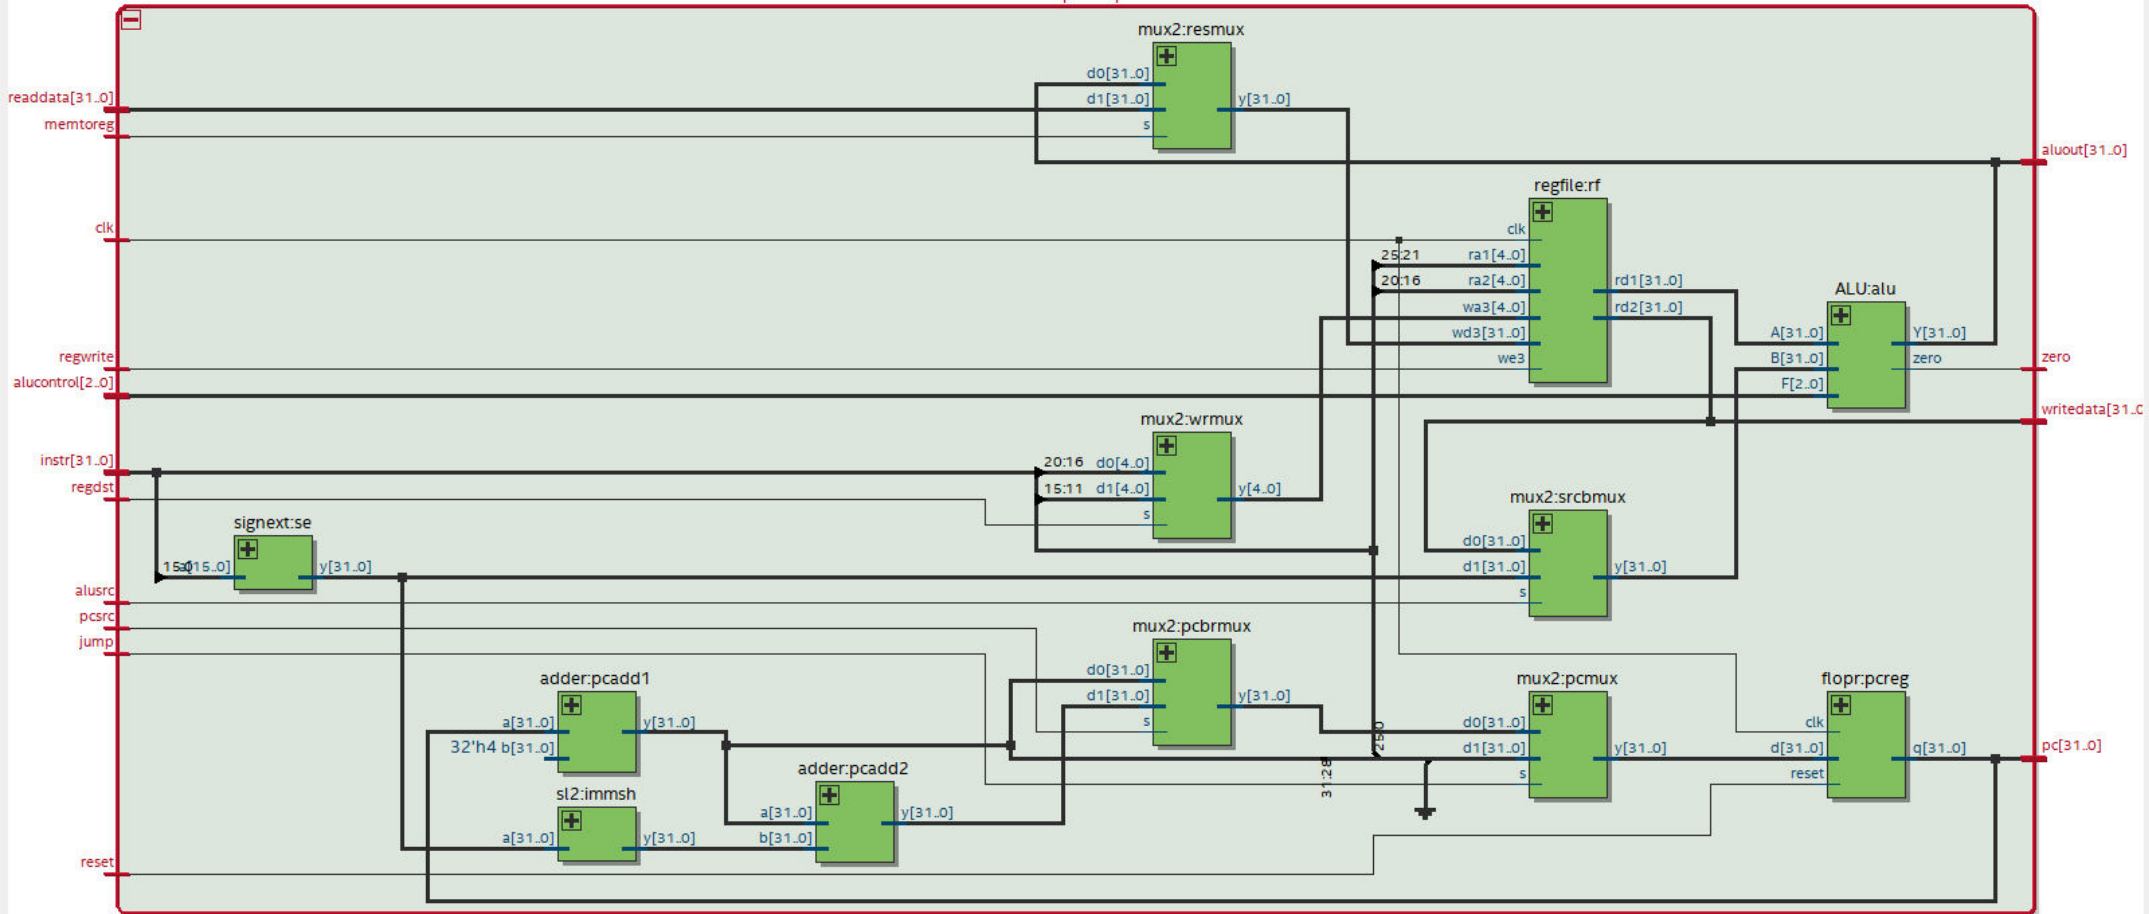 mux2:resmux
d0[31..0]
readdata[31..0]
d1[31..0]
y[31..0]
memtoreg
s
aluout[31..0]
regfile:rf
clk
clk
25:21
ra1[4..0]
20:16
ra2[4..0]
rd1[31..0]
ALU:alu
wa3[4..0]
rd2[31..0]
wd3[31..0]
A[31..0]
Y[31..0]
regwrite
we3
B[31..0]
zero
zero
alucontrol[2..0]
F[2..0]
mux2:wrmux
writedata[31..0
instr[31..0]
20:16
d0[4..0]
regdst
15:11
d1[4..0]
y[4..0]
mux2:srcbmux
s
signext:se
d0[31..0]
15:0
a[15..0]
y[31..0]
d1[31..0]
y[31..0]
alusrc
s
pcsrc
mux2:pcbrmux
jump
d0[31..0]
adder:pcadd1
mux2:pcmux
flopr:pcreg
d1[31..0]
y[31..0]
a[31..0]
y[31..0]
s
25:0
d0[31..0]
clk
32'h4
b[31..0]
d1[31..0]
y[31..0]
d[31..0]
q[31..0]
pc[31..0]
adder:pcadd2
31:28
s
reset
sl2:immsh
a[31..0]
y[31..0]
a[31..0]
y[31..0]
b[31..0]
reset